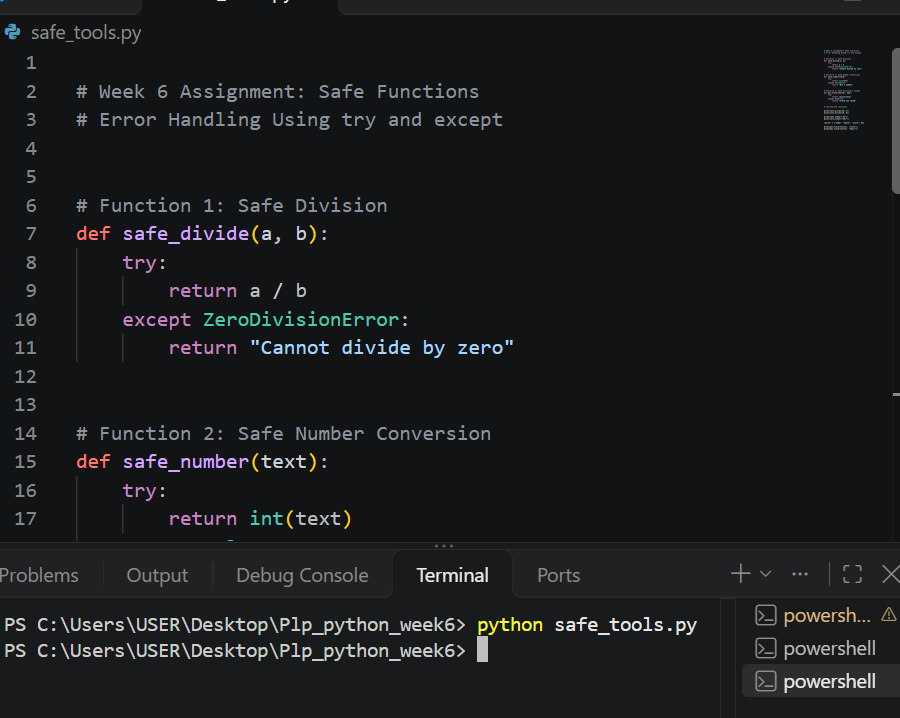 safe_tools.py
1
2 # Week 6 Assignment: Safe Functions
3 # Error Handling Using try and except
4
5
6 # Function 1: Safe Division
7 def safe_divide(a, b):
8 try:
9 return a / b
10 except ZeroDivisionError:
11 return "Cannot divide by zero"
12
13
14 # Function 2: Safe Number Conversion
15 def safe_number(text):
16 try:
17 return int(text)
Problems Output Debug Console Terminal Ports
PS C:\Users\USER\Desktop\Plp_python_week6> python safe_tools.py
PS C:\Users\USER\Desktop\Plp_python_week6>
powersh...
powershell
powershell